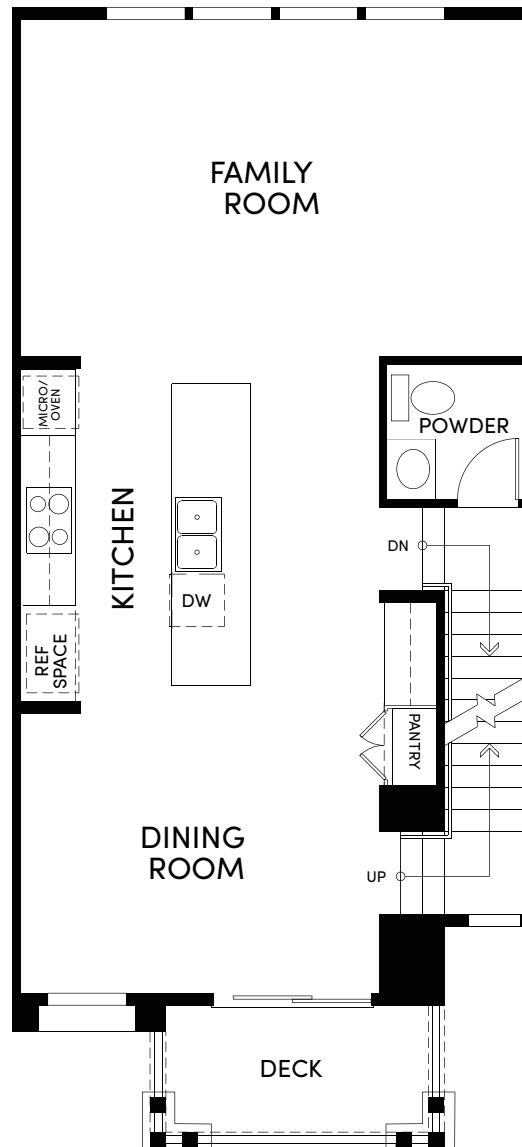 FAMILY
ROOM
MICRO/
OVEN
POWDER
KITCHEN
DN
DW
REF
SPACE
PANTRY
DINING
ROOM
UP
DECK